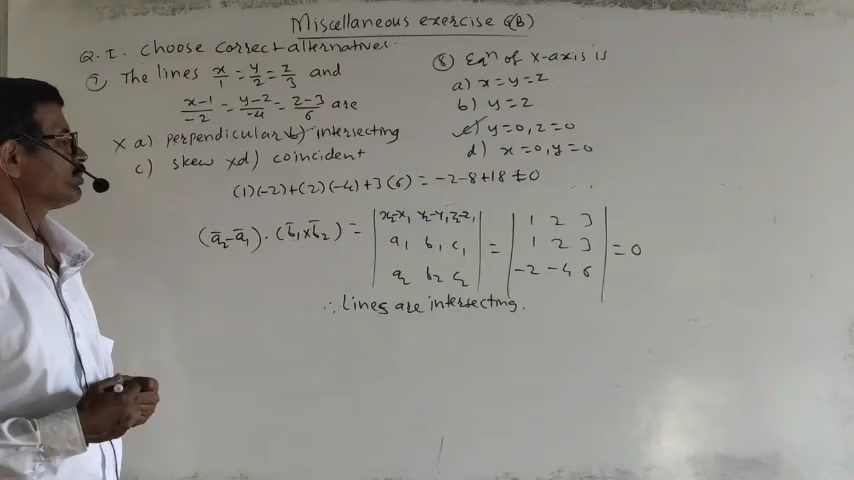 Miscellaneous exercise 6(B)
Q.I. Choose correct alternatives.
7) The lines x/1 = y/2 = z/3 and
x-1/-2 = y-2/-4 = z-3/6 are
× a) perpendicular b) intersecting
c) skew × d) coincident
8) Eqn of X-axis is
a) x=y=z
b) y=z
c) y=0, z=0
d) x=0, y=0
(1)(-2)+(2)(-4)+3(6) = -2-8+18 ≠ 0
(a̅2-a̅1)·(b̅1×b̅2) = | x2-x1 y2-y1 z2-z1 | = | 1 2 3 | = 0
| a1 b1 c1 | | 1 2 3 |
| a2 b2 c2 | | -2 -4 6 |
∴ Lines are intersecting.